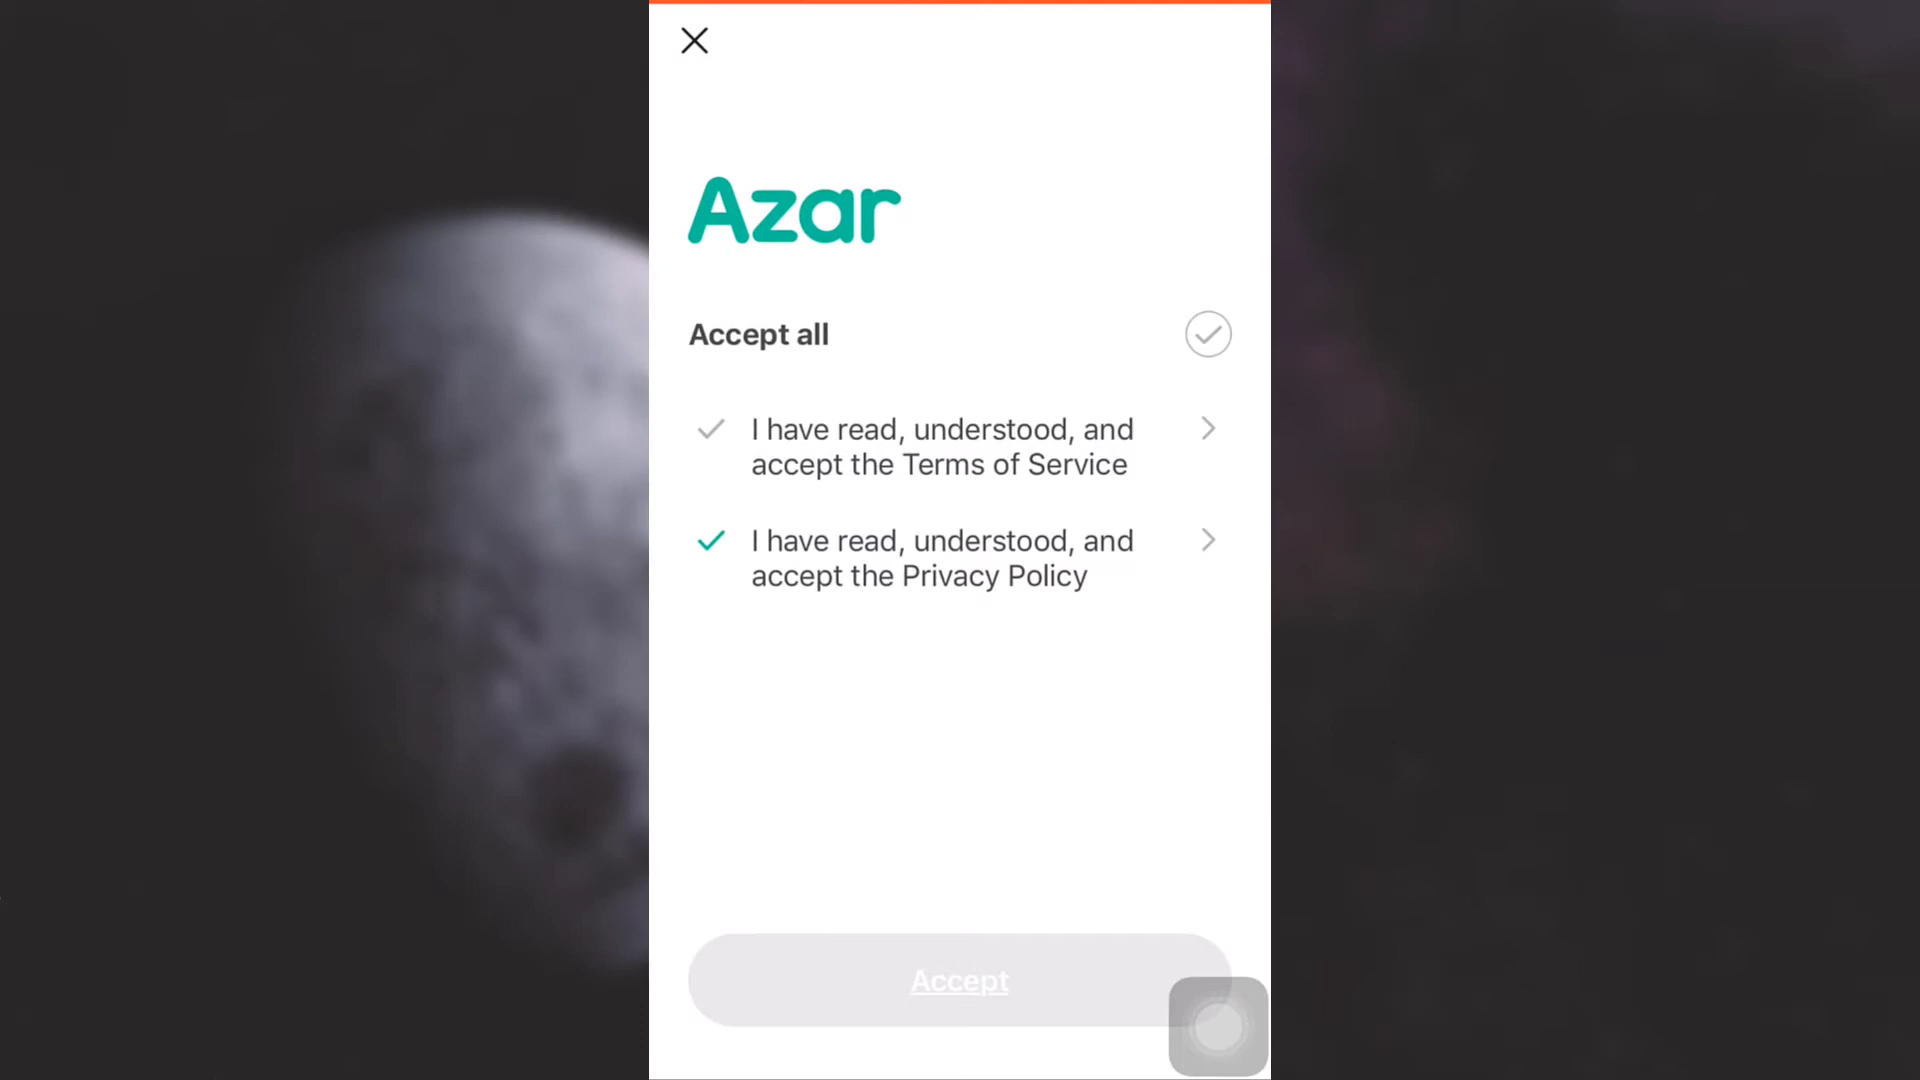 Azar
Accept all
I have read, understood, and
accept the Terms of Service
I have read, understood, and
accept the Privacy Policy
Accept